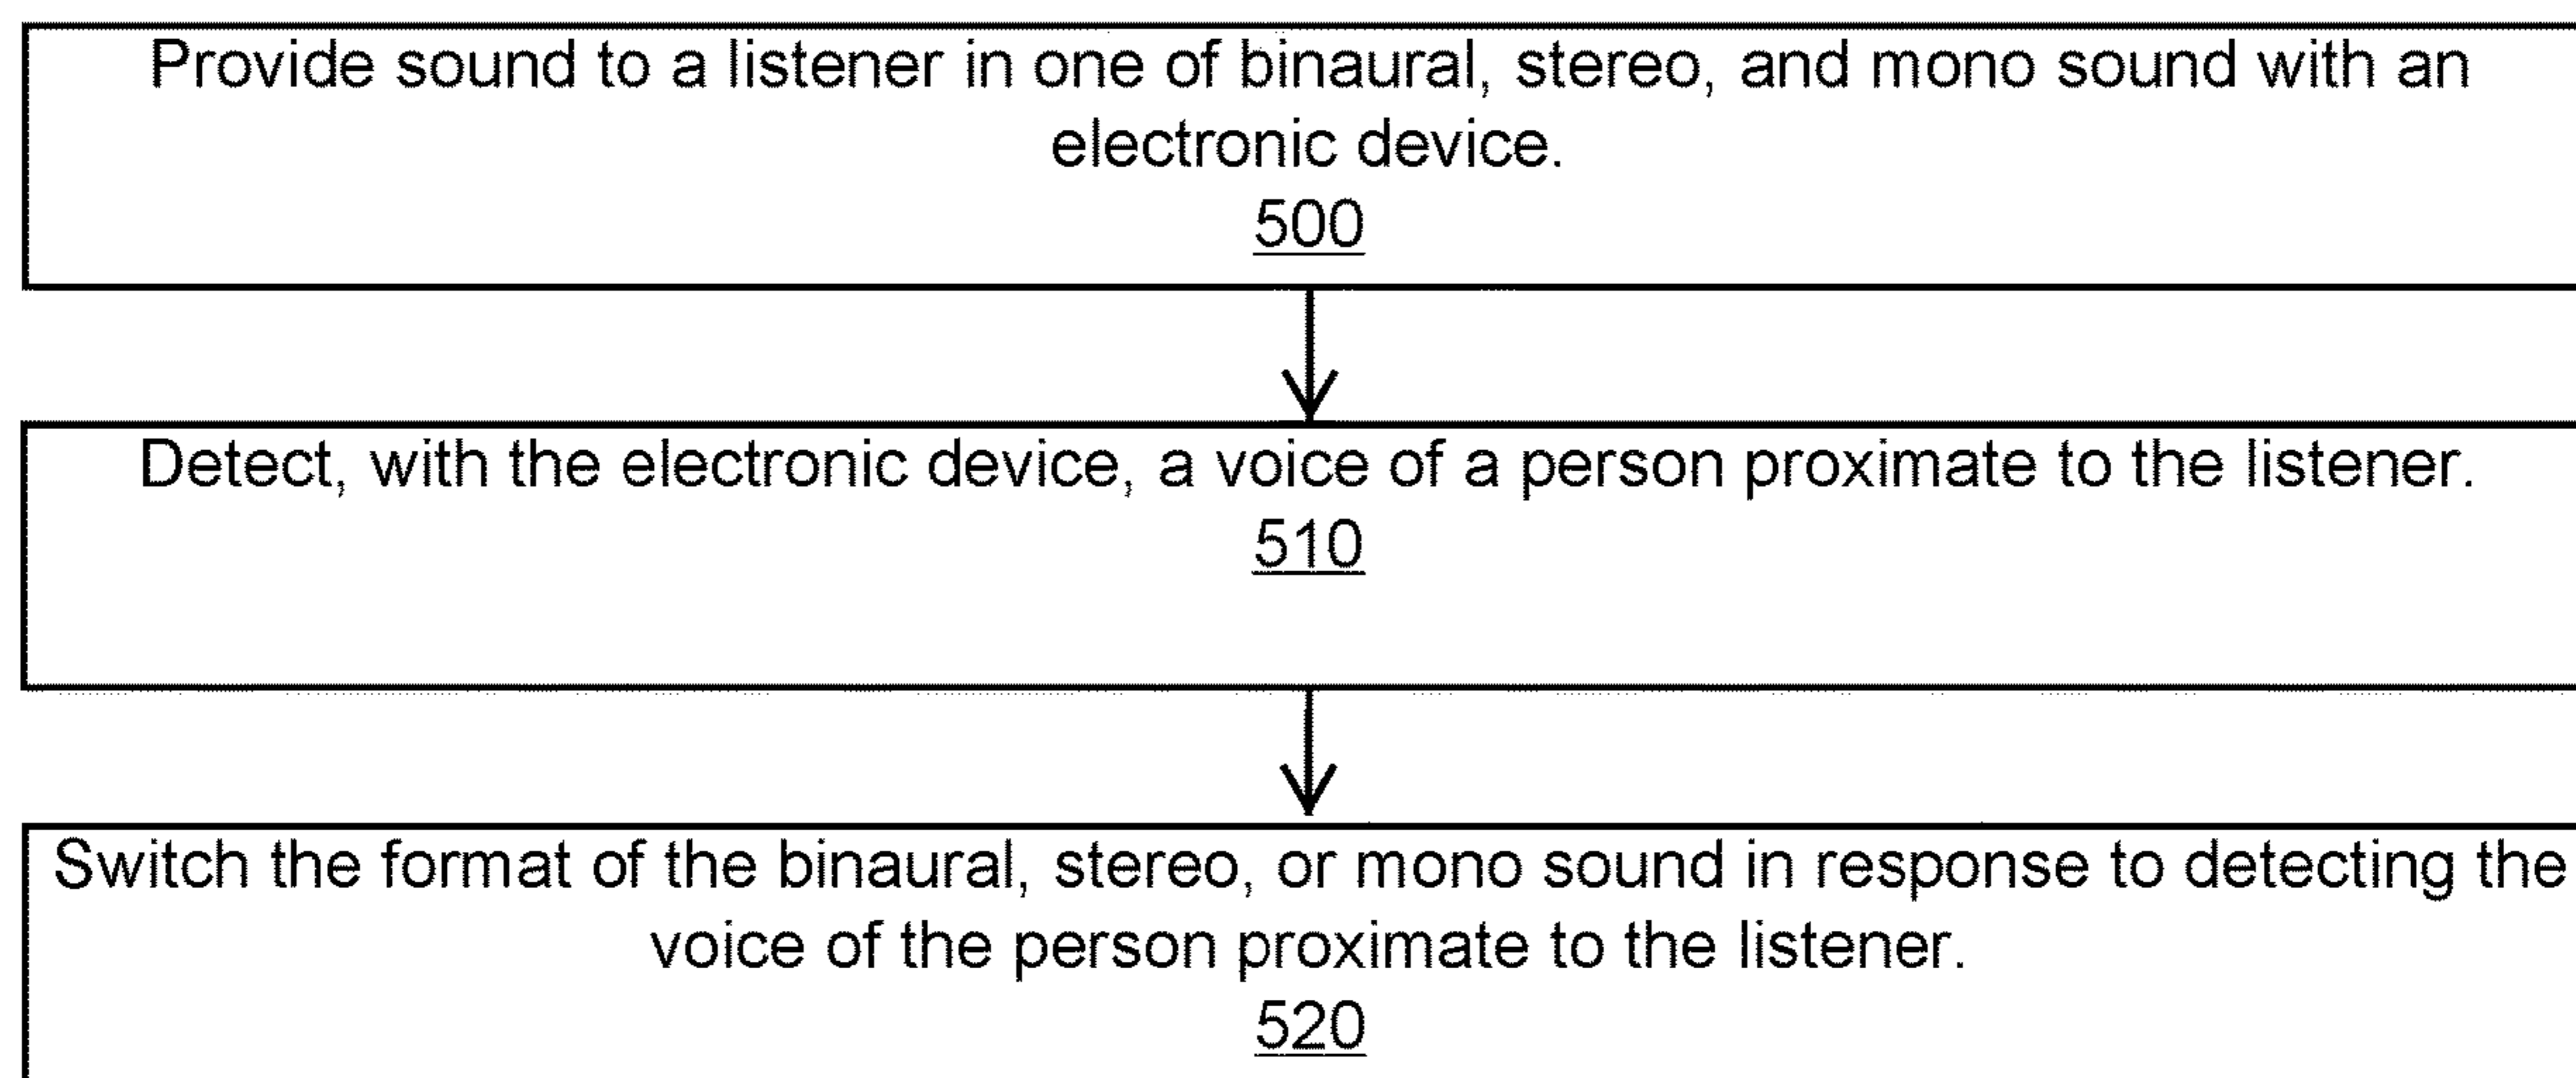 Provide sound to a listener in one of binaural, stereo, and mono sound with an
electronic device.
500
Detect, with the electronic device, a voice of a person proximate to the listener.
510
Switch the format of the binaural, stereo, or mono sound in response to detecting the
voice of the person proximate to the listener.
520